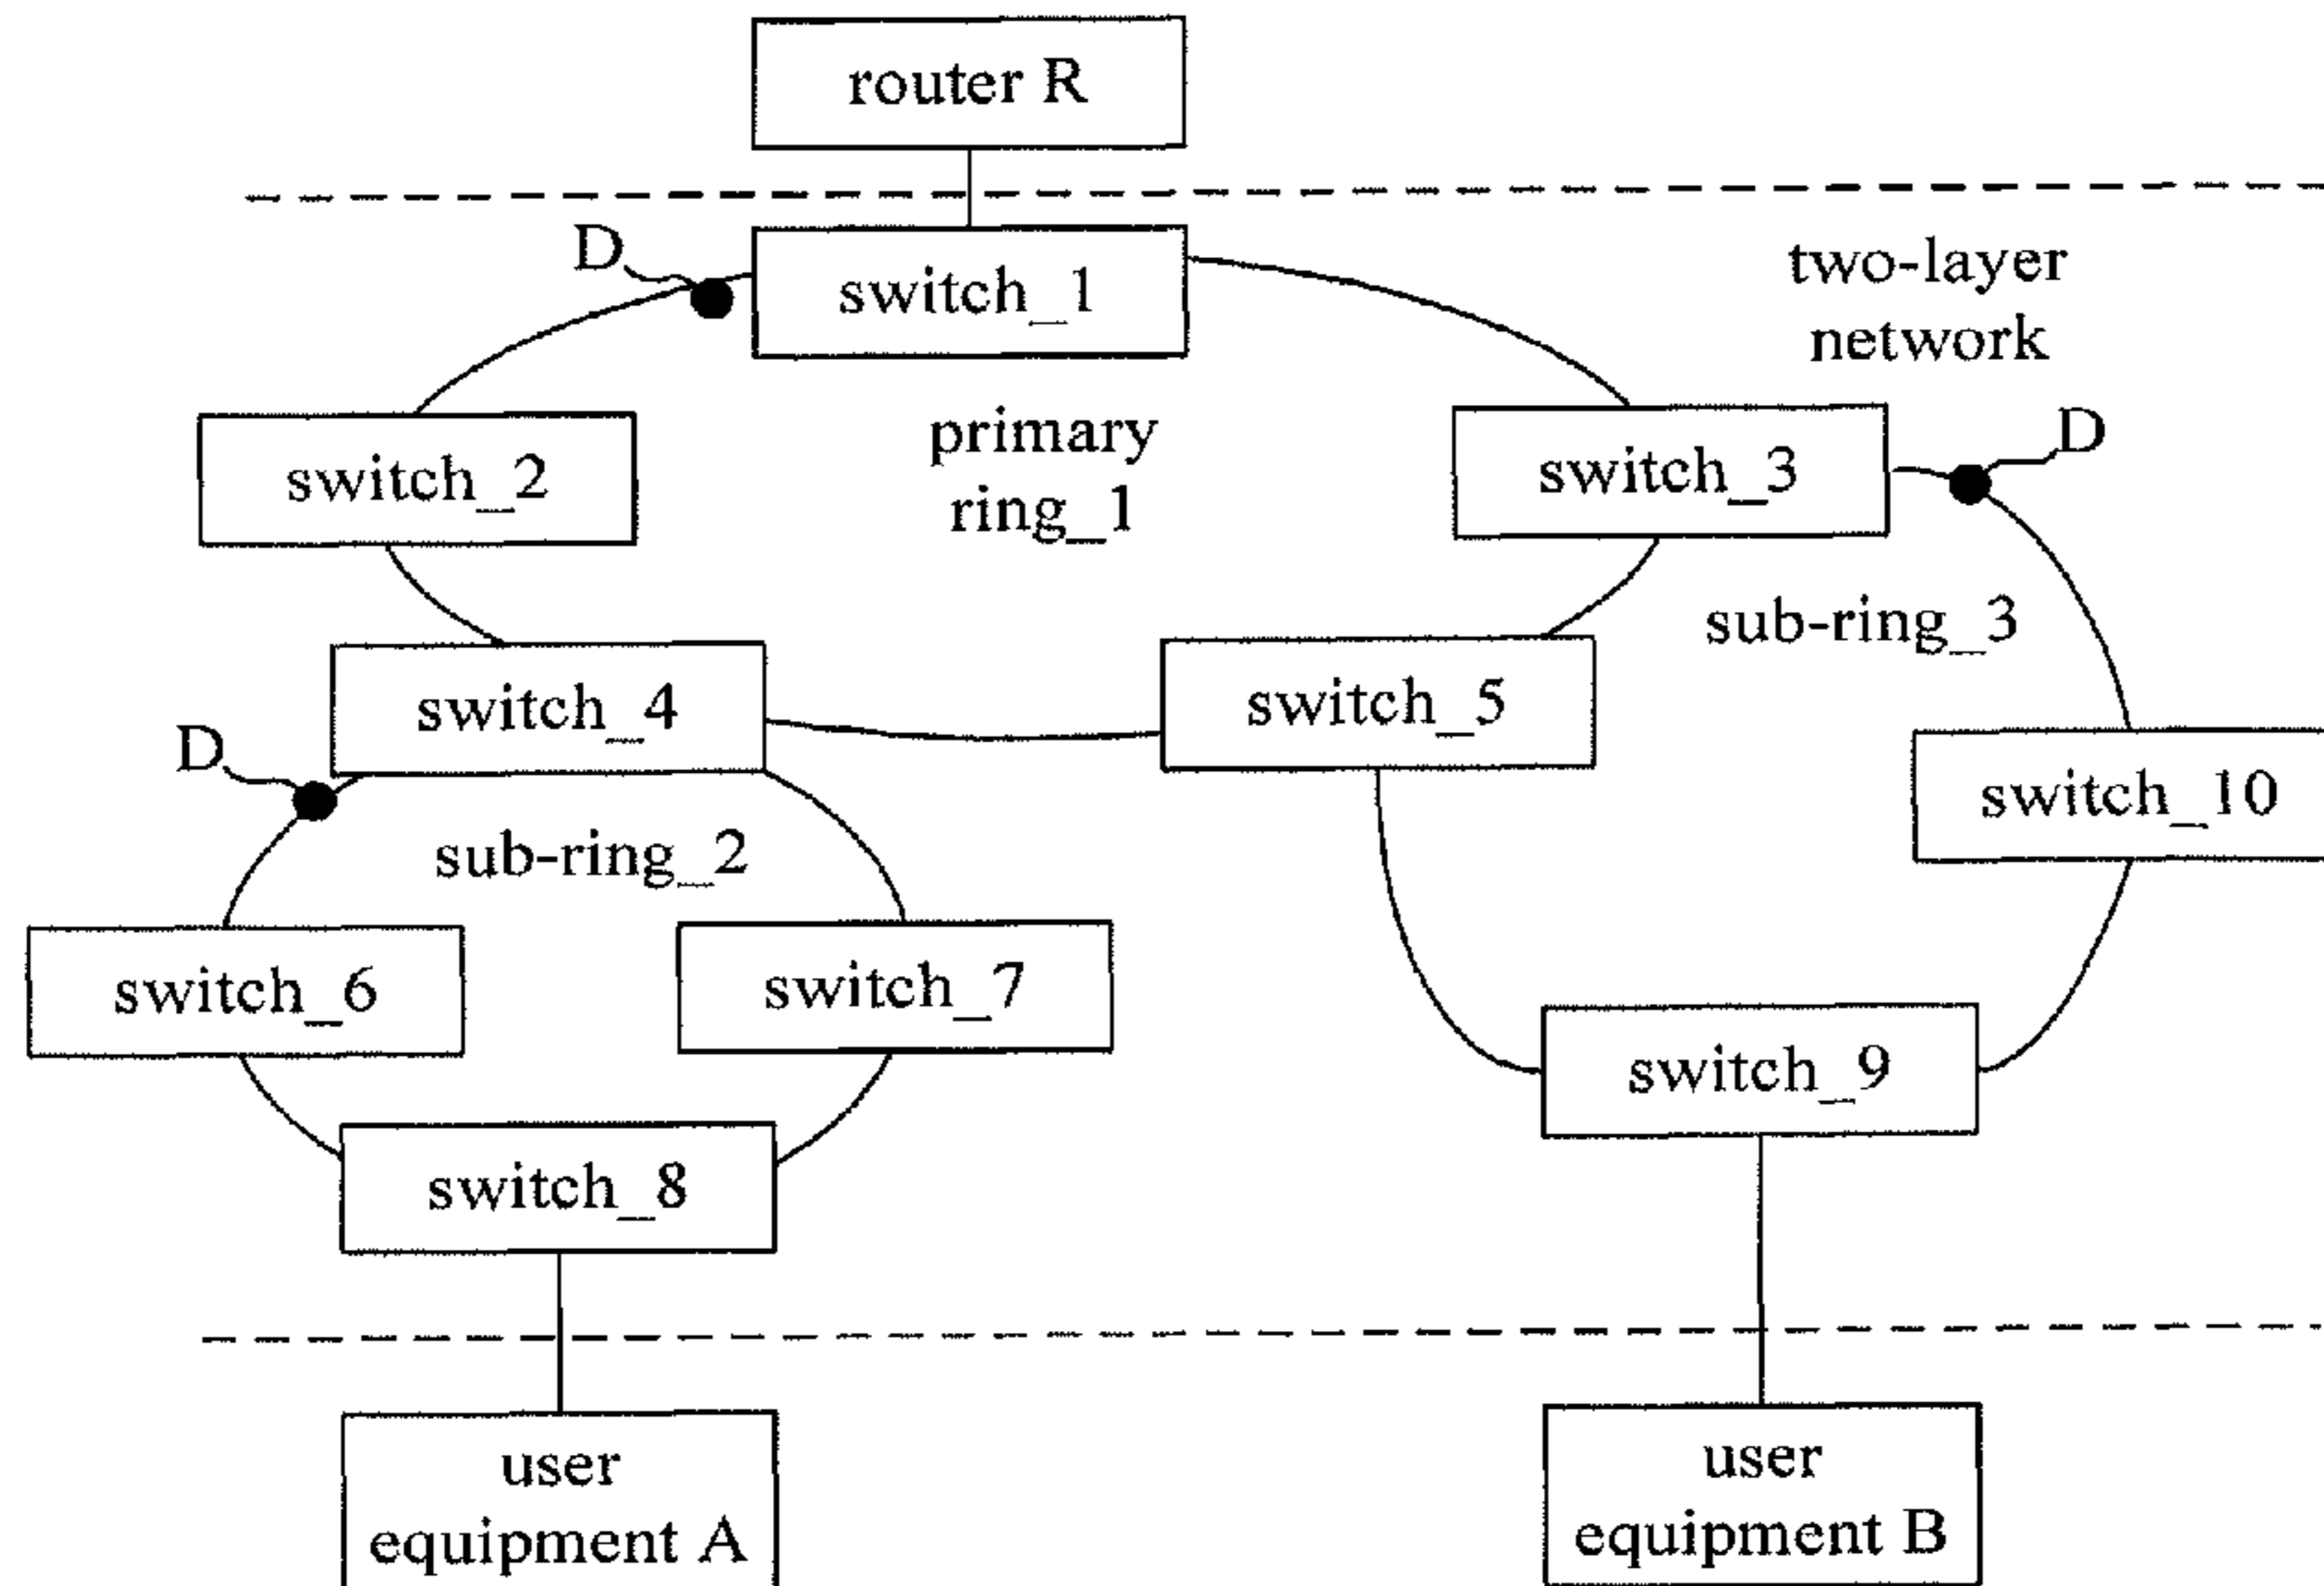 router R
D
switch_1
two-layer
network
switch_2
primary
ring_1
switch_3
D
sub-ring_3
switch_4
switch_5
D
sub-ring_2
switch_10
switch_6
switch_7
switch_9
switch_8
user
equipment A
user
equipment B